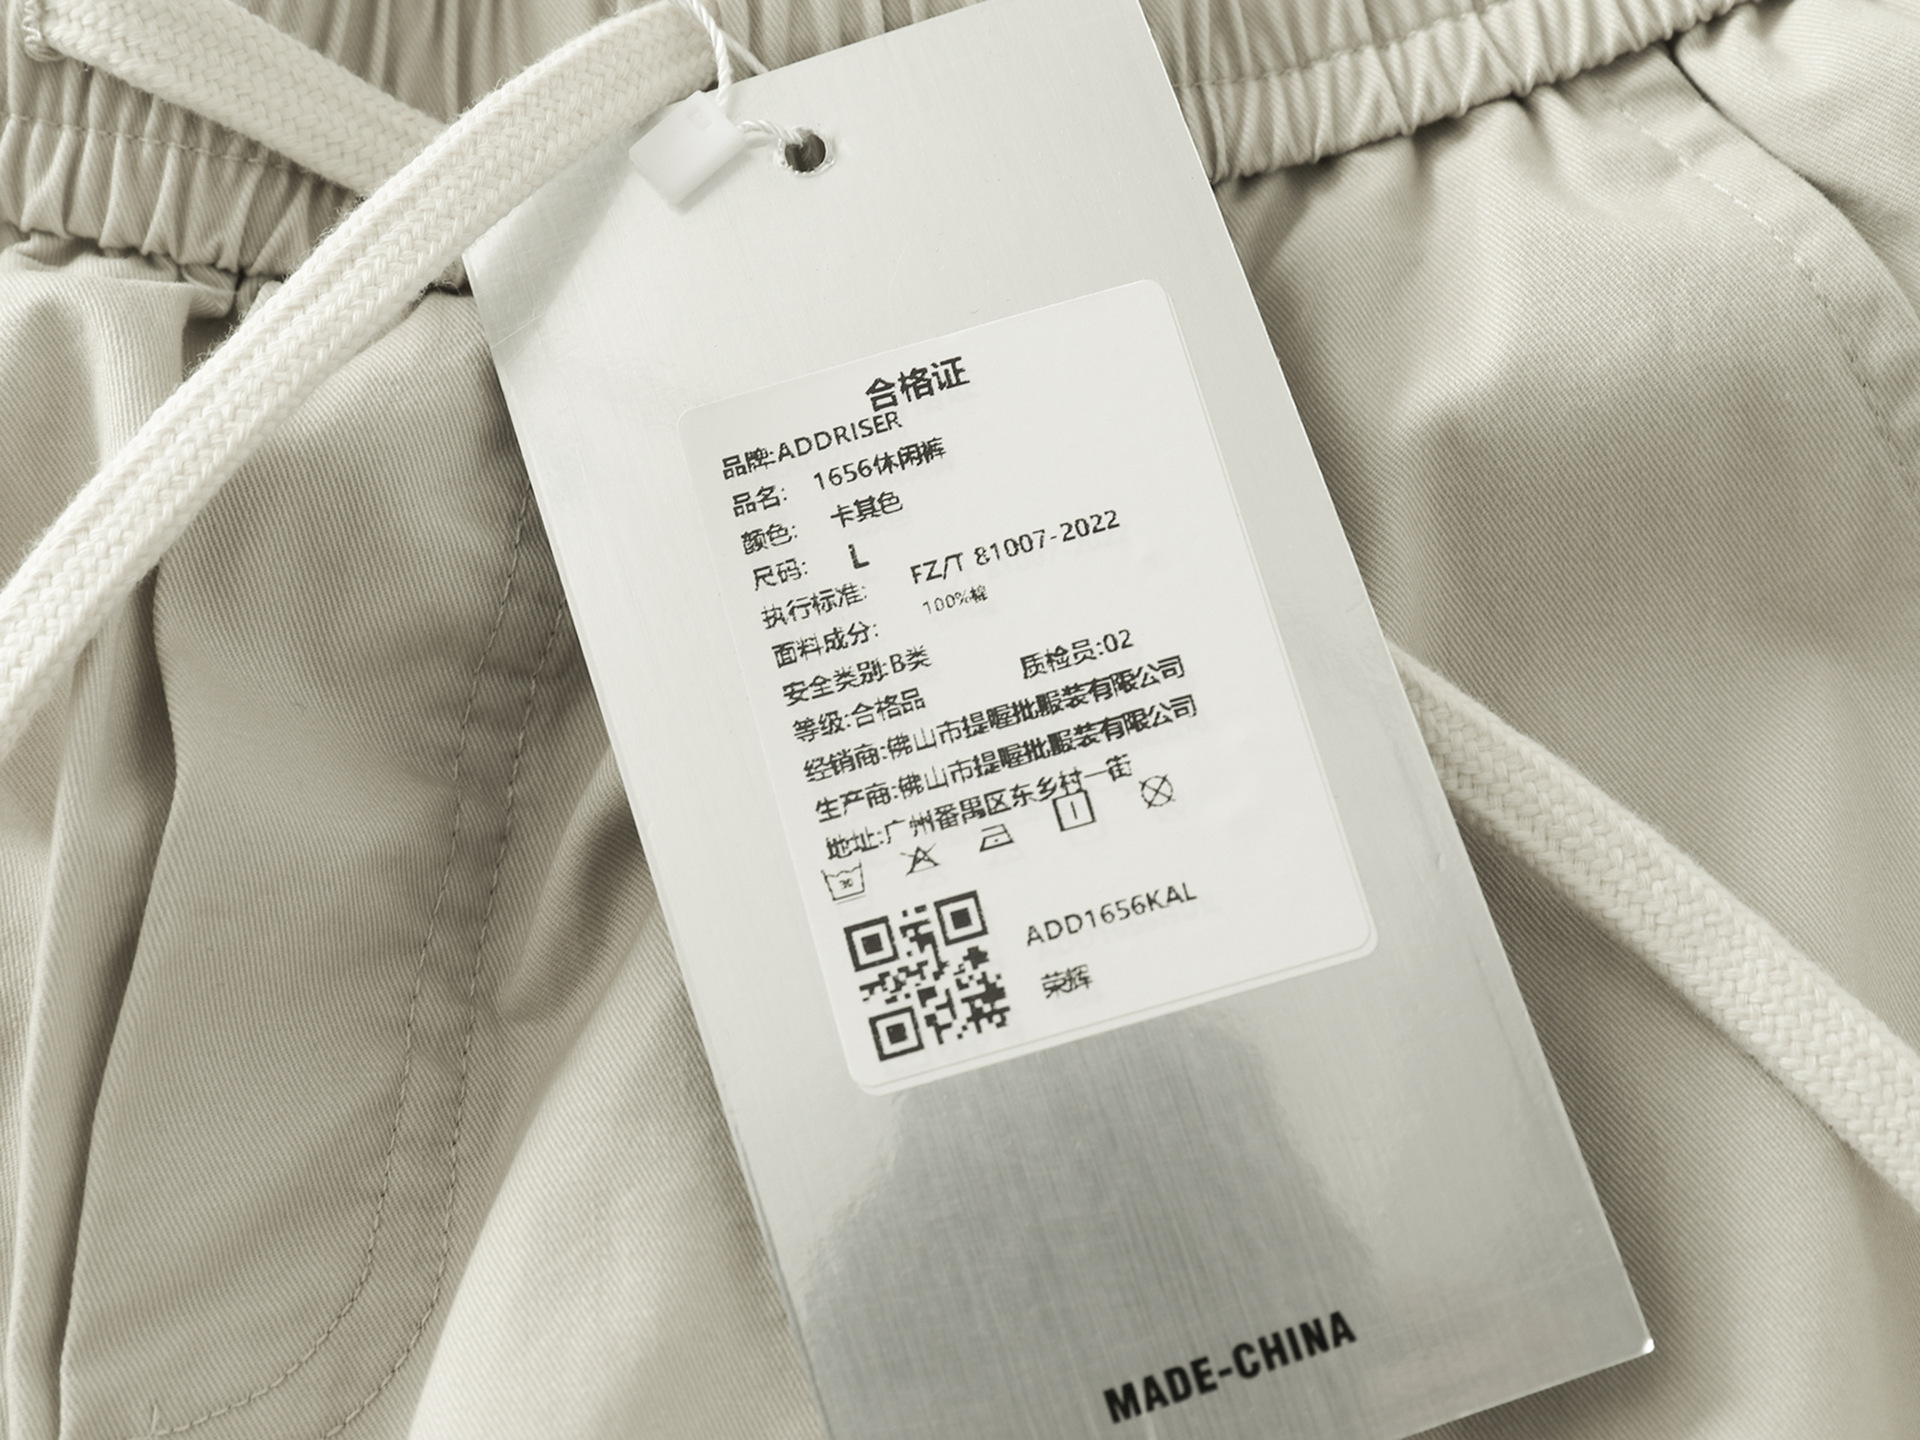 合格证
品牌:ADDRISER
品名: 1656休闲裤
颜色: 卡其色
尺码: L
执行标准: FZ/T 81007-2022
面料成分: 100%棉
安全类别:B类
等级:合格品 质检员:02
经销商:佛山市提喔批服装有限公司
生产商:佛山市提喔批服装有限公司
地址:广州番禺区东乡村一街
ADD1656KAL
荣辉
MADE-CHINA